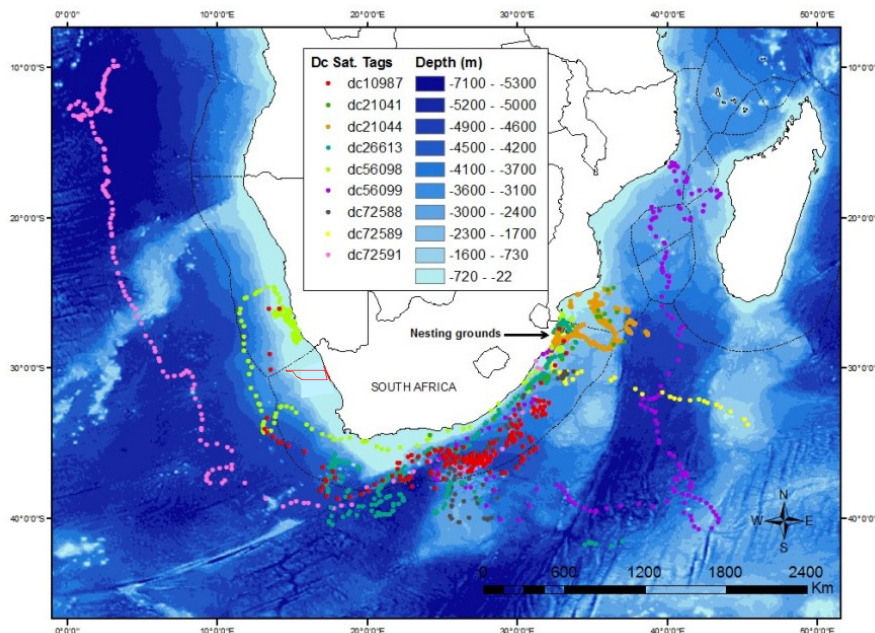 -0°0'0" 10°0'0"E 20°0'0"E 30°0'0"E 40°0'0"E 50°0'0"E
10°0'0"S
20°0'0"S
30°0'0"S
40°0'0"S
Dc Sat. Tags Depth (m)
dc10987 -7100 - -5300
dc21041 -5200 - -5000
dc21044 -4900 - -4600
dc26613 -4500 - -4200
dc56098 -4100 - -3700
dc56099 -3600 - -3100
dc72588 -3000 - -2400
dc72589 -2300 - -1700
dc72591 -1600 - -730
-720 - -22
Nesting grounds
SOUTH AFRICA
10°0'0"S
20°0'0"S
30°0'0"S
40°0'0"S
N
W E
S
0 600 1200 1800 2400
Km
-0°0'0" 10°0'0"E 20°0'0"E 30°0'0"E 40°0'0"E 50°0'0"E